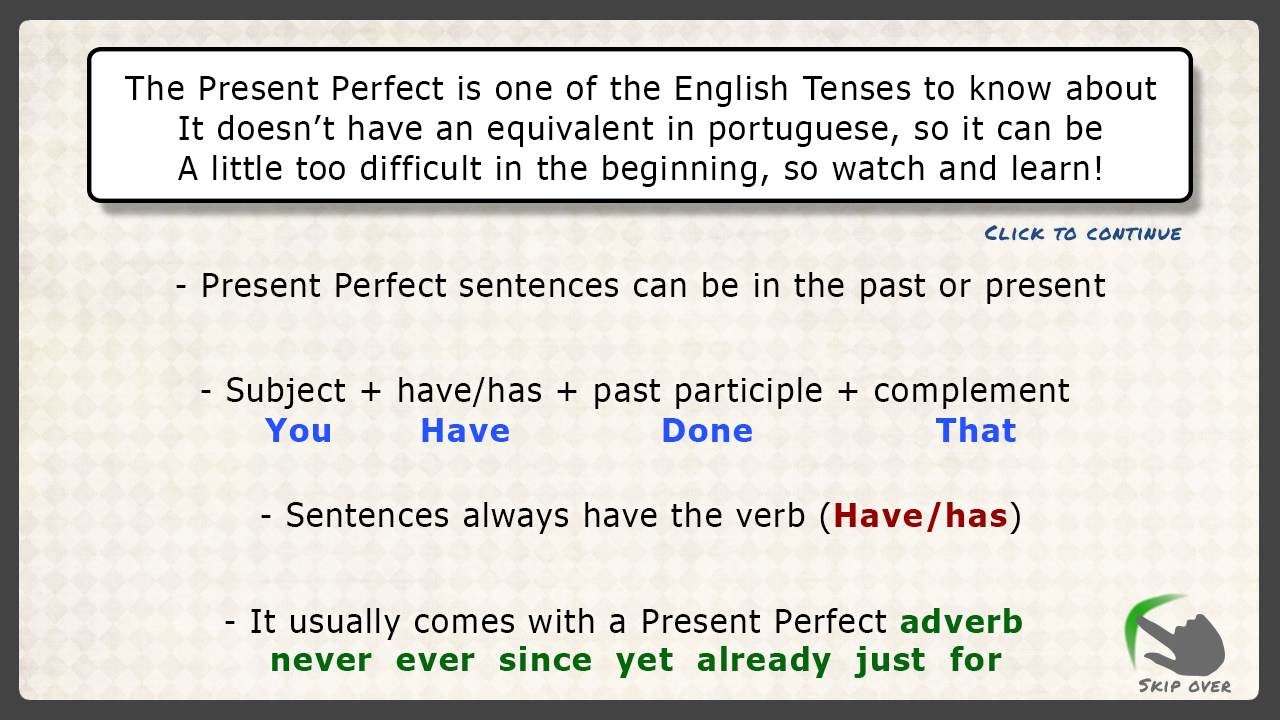 The Present Perfect is one of the English Tenses to know about
It doesn’t have an equivalent in portuguese, so it can be
A little too difficult in the beginning, so watch and learn!
Click to continue
- Present Perfect sentences can be in the past or present
- Subject + have/has + past participle + complement
You Have Done That
- Sentences always have the verb (Have/has)
- It usually comes with a Present Perfect adverb
never ever since yet already just for
Skip over